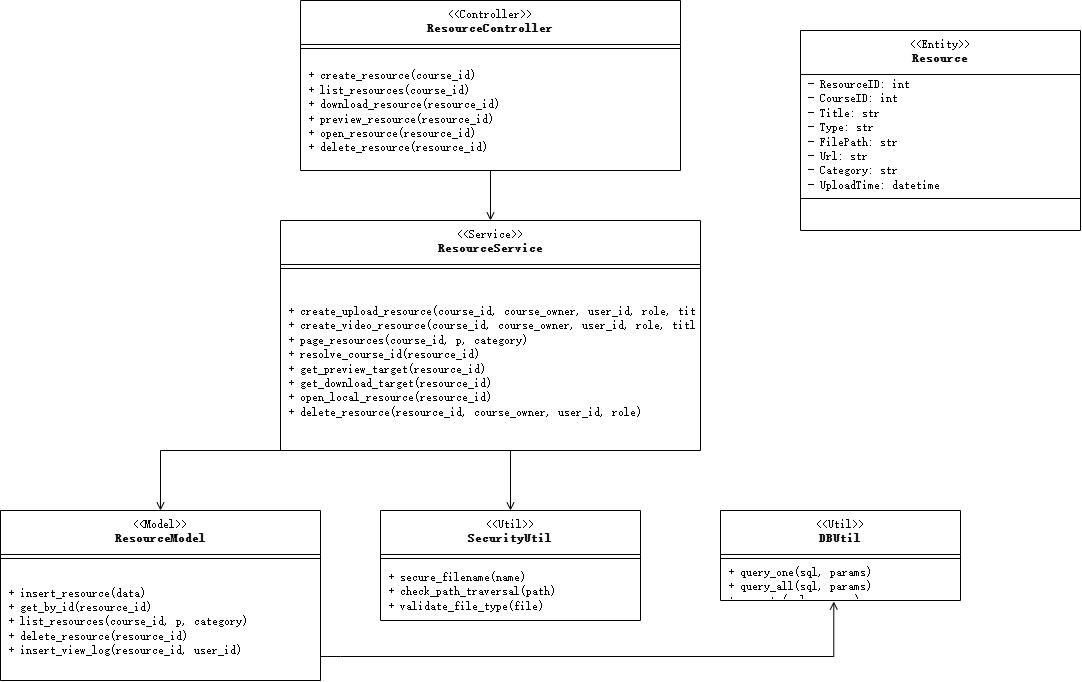 <<Controller>>
ResourceController
+ create_resource(course_id)
+ list_resources(course_id)
+ download_resource(resource_id)
+ preview_resource(resource_id)
+ open_resource(resource_id)
+ delete_resource(resource_id)
<<Entity>>
Resource
- ResourceID: int
- CourseID: int
- Title: str
- Type: str
- FilePath: str
- Url: str
- Category: str
- UploadTime: datetime
<<Service>>
ResourceService
+ create_upload_resource(course_id, course_owner, user_id, role, tit
+ create_video_resource(course_id, course_owner, user_id, role, titl
+ page_resources(course_id, p, category)
+ resolve_course_id(resource_id)
+ get_preview_target(resource_id)
+ get_download_target(resource_id)
+ open_local_resource(resource_id)
+ delete_resource(resource_id, course_owner, user_id, role)
<<Model>>
ResourceModel
+ insert_resource(data)
+ get_by_id(resource_id)
+ list_resources(course_id, p, category)
+ delete_resource(resource_id)
+ insert_view_log(resource_id, user_id)
<<Util>>
SecurityUtil
+ secure_filename(name)
+ check_path_traversal(path)
+ validate_file_type(file)
<<Util>>
DBUtil
+ query_one(sql, params)
+ query_all(sql, params)